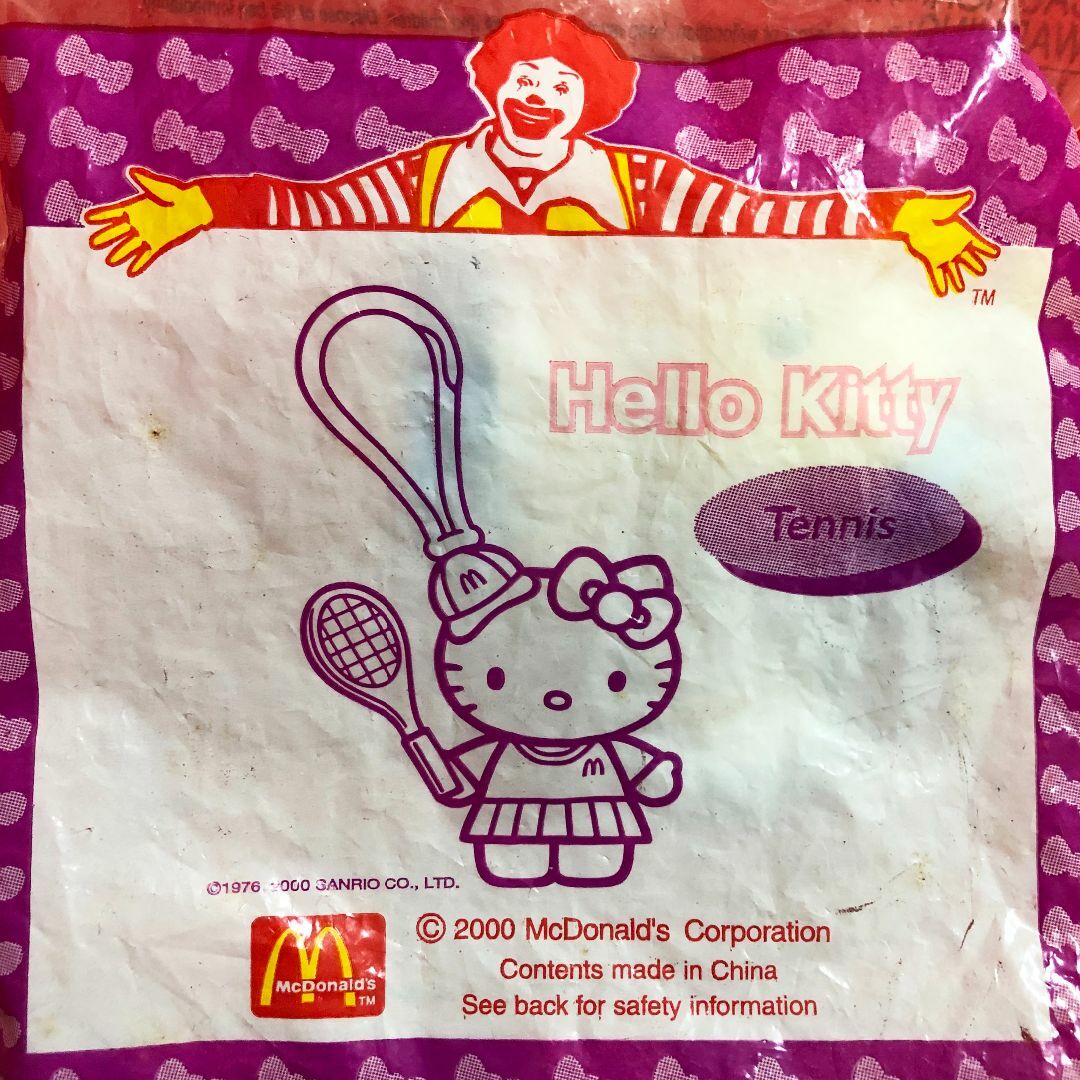 TM
Hello Kitty
Tennis
©1976, 2000 SANRIO CO., LTD.
© 2000 McDonald's Corporation
McDonald's
TM
Contents made in China
See back for safety information